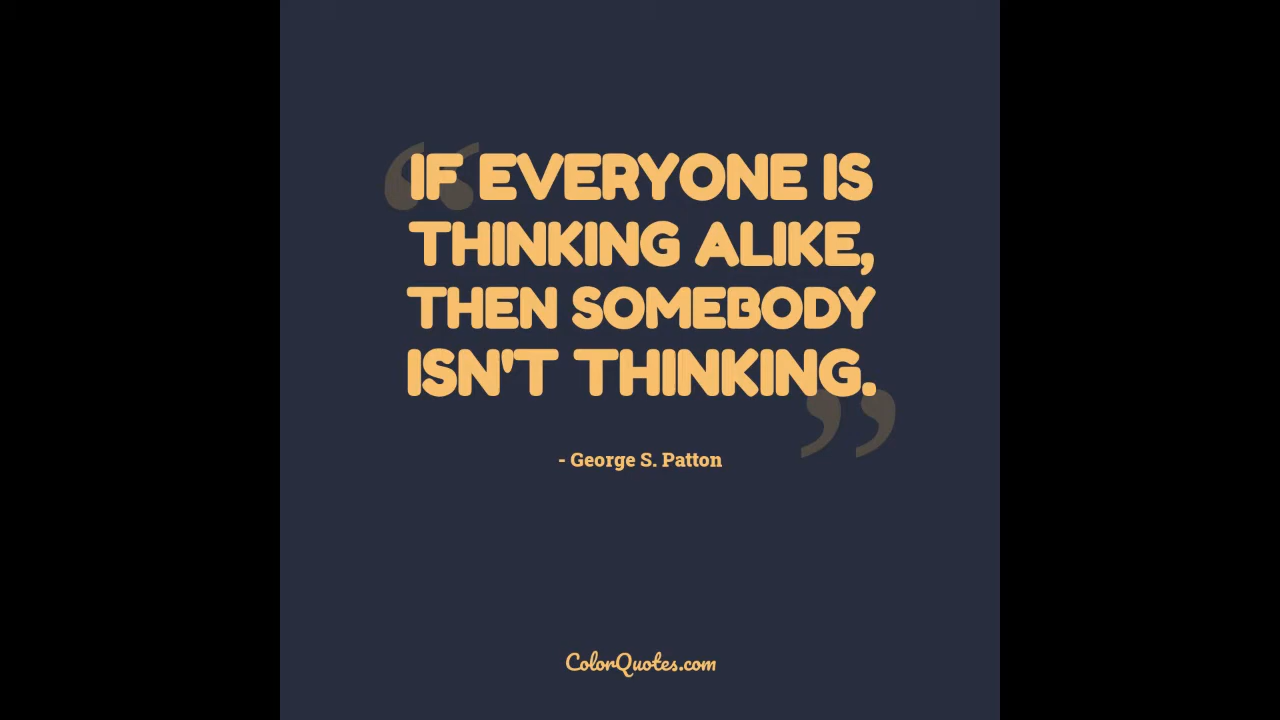 IF EVERYONE IS
THINKING ALIKE,
THEN SOMEBODY
ISN'T THINKING.
- George S. Patton
ColorQuotes.com